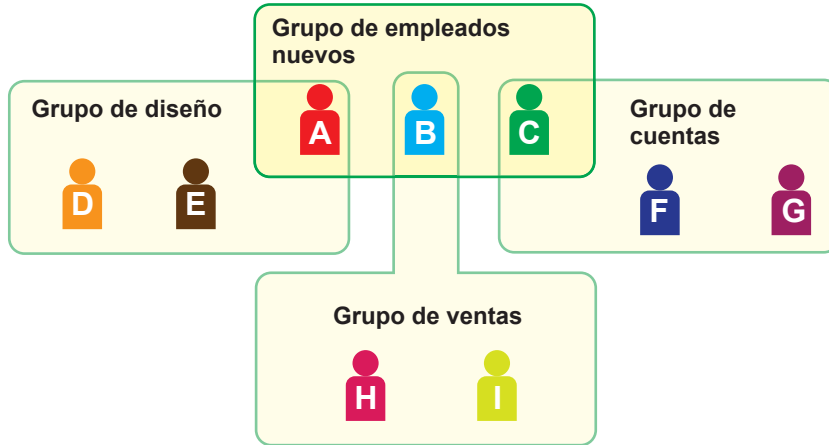 Grupo de empleados
nuevos
Grupo de diseño
A
B
C
Grupo de
cuentas
D
E
F
G
Grupo de ventas
H
I